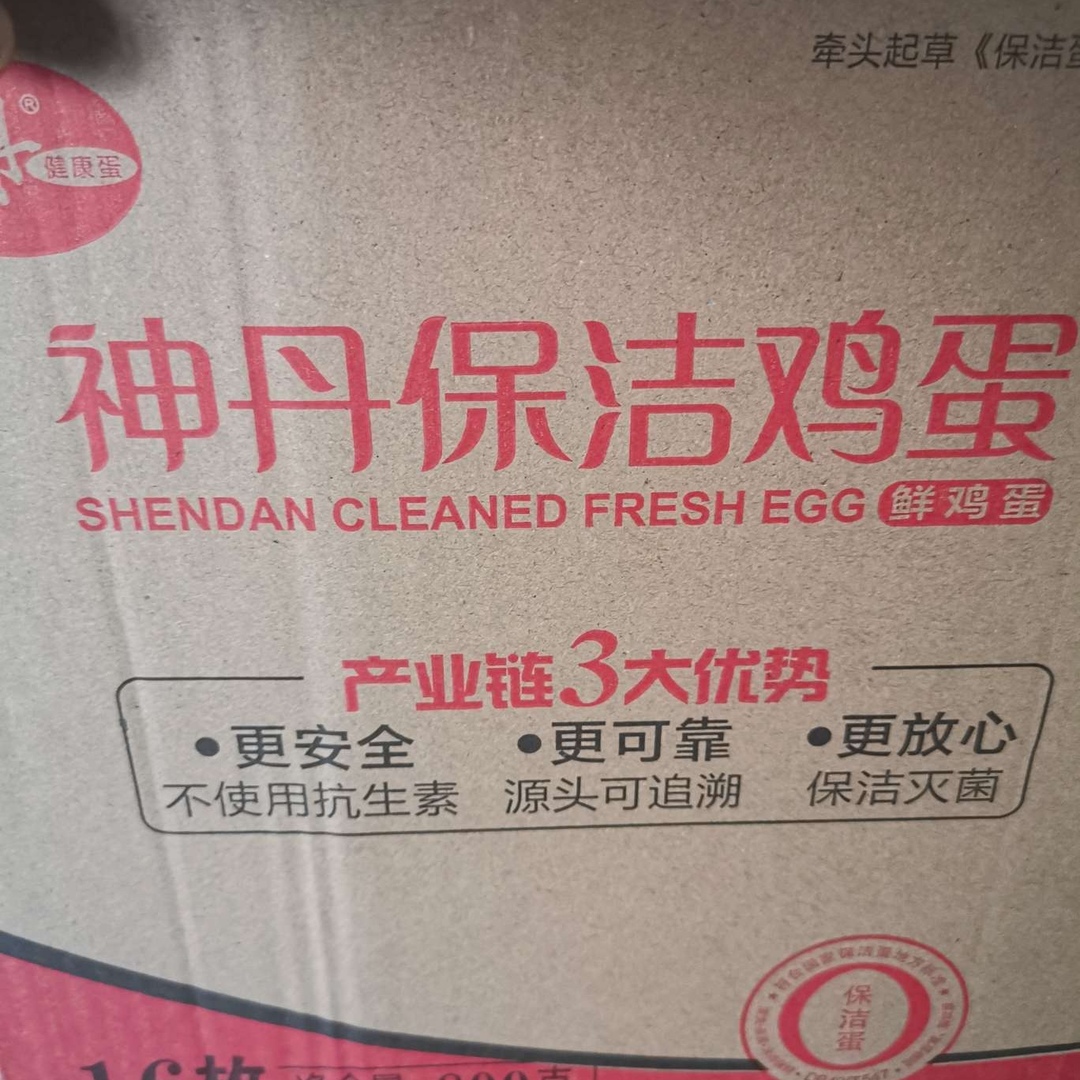 牵头起草《保洁蛋
®
健康蛋
神丹保洁鸡蛋
SHENDAN CLEANED FRESH EGG 鲜鸡蛋
产业链3大优势
•更安全 •更可靠 •更放心
不使用抗生素 源头可追溯 保洁灭菌
保洁蛋
16枚